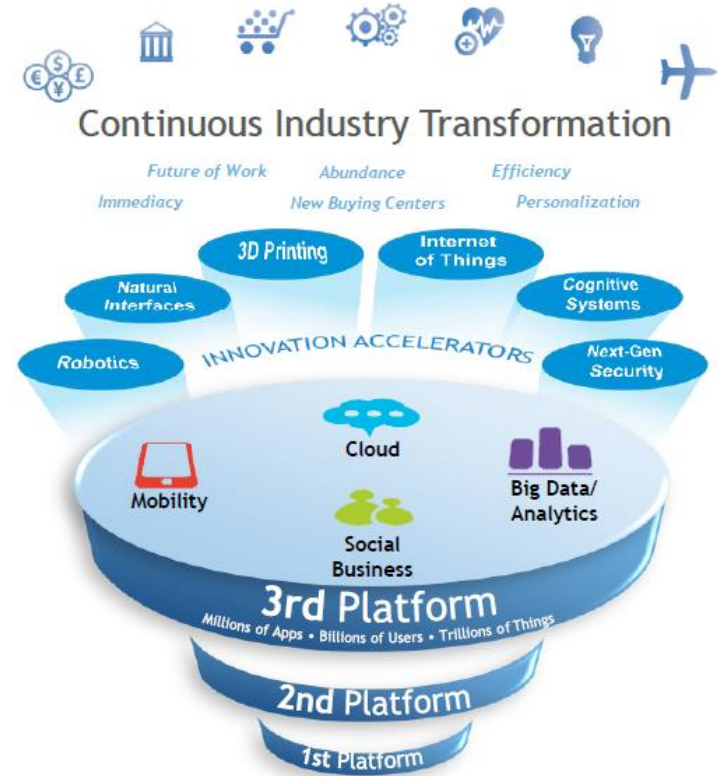 € $ £ ¥
Continuous Industry Transformation
Future of Work Abundance Efficiency
Immediacy New Buying Centers Personalization
3D Printing
Internet
of Things
Natural
Interfaces
Cognitive
Systems
Robotics
INNOVATION ACCELERATORS
Next-Gen
Security
Cloud
Mobility
Big Data/
Analytics
Social
Business
3rd Platform
Millions of Apps • Billions of Users • Trillions of Things
2nd Platform
1st Platform